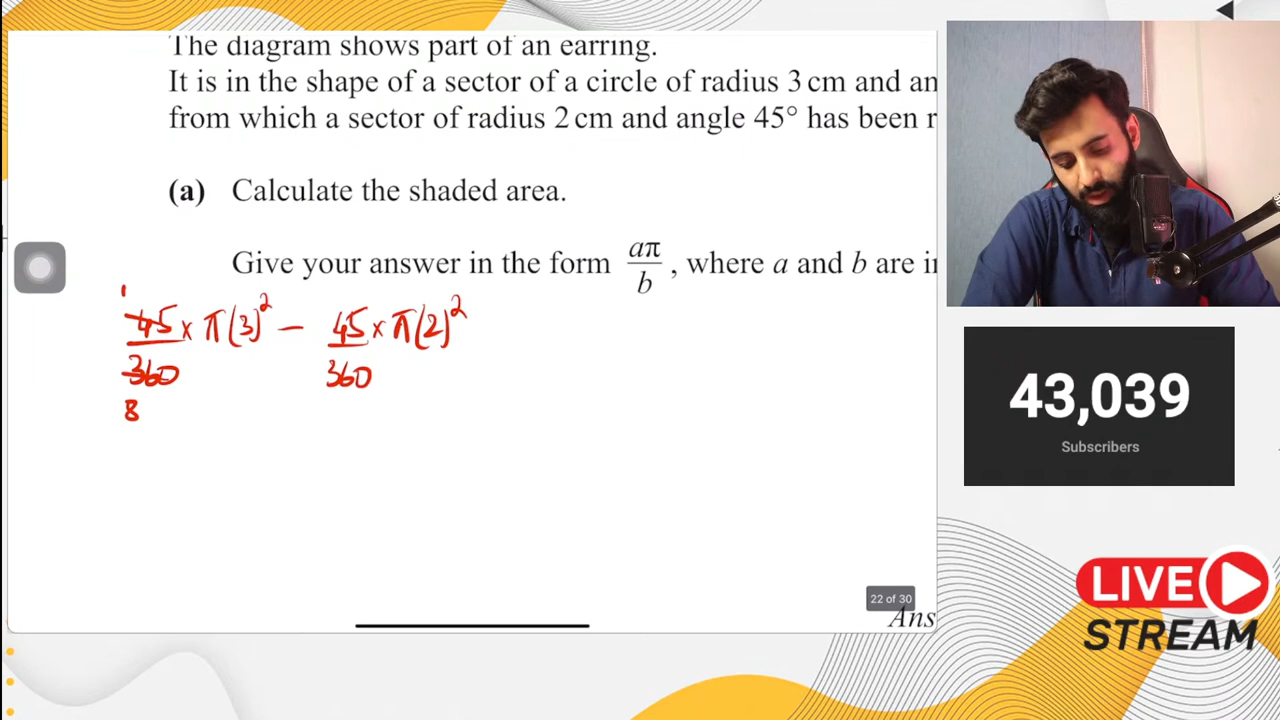 The diagram shows part of an earring.
It is in the shape of a sector of a circle of radius 3 cm and an
from which a sector of radius 2 cm and angle 45° has been r
(a) Calculate the shaded area.
Give your answer in the form aπ/b, where a and b are in
1
45/360 × π(3)² − 45/360 × π(2)²
8
22 of 30
Ans
43,039
Subscribers
LIVE
STREAM